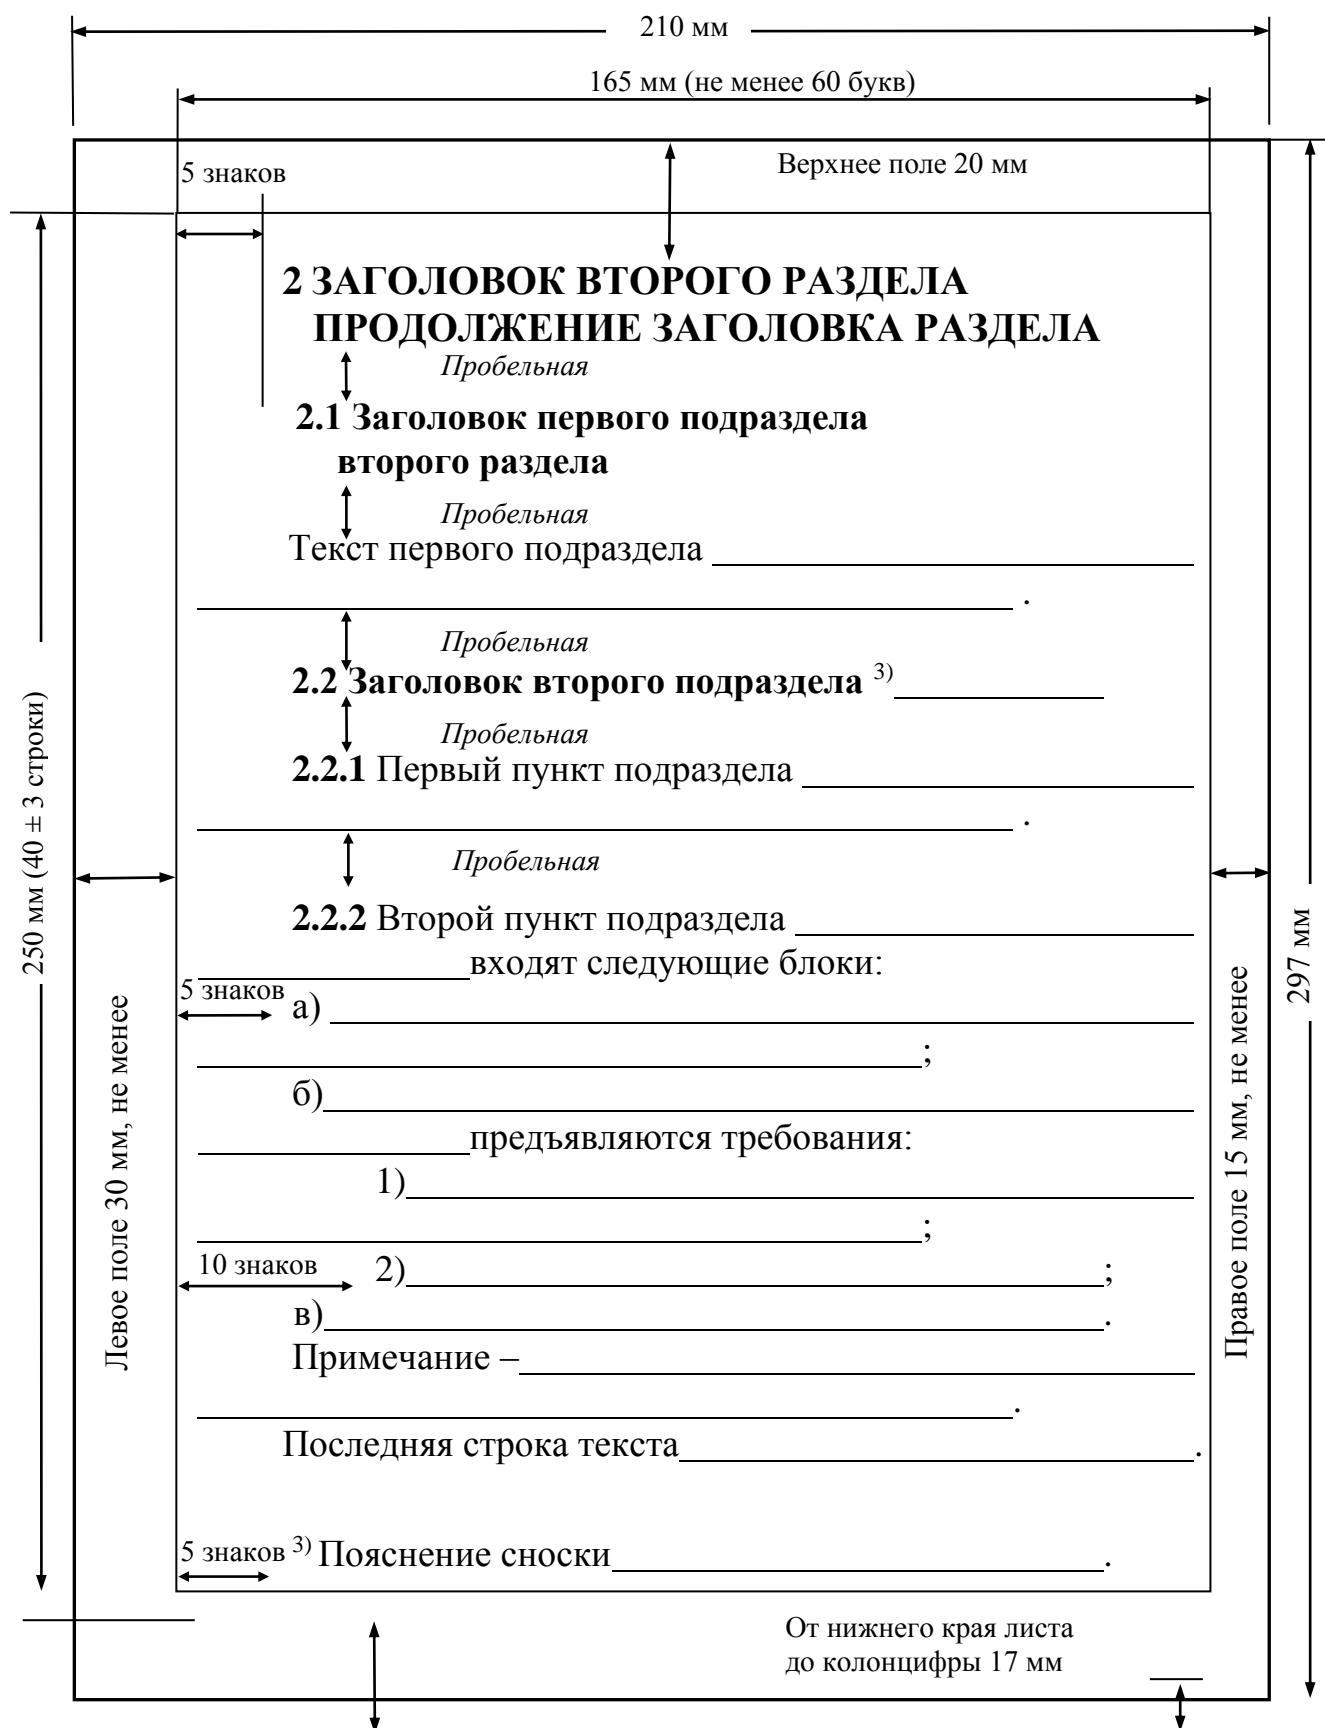 210 мм
165 мм (не менее 60 букв)
5 знаков
Верхнее поле 20 мм
2 ЗАГОЛОВОК ВТОРОГО РАЗДЕЛА
ПРОДОЛЖЕНИЕ ЗАГОЛОВКА РАЗДЕЛА
Пробельная
2.1 Заголовок первого подраздела
второго раздела
Пробельная
Текст первого подраздела
.
Пробельная
2.2 Заголовок второго подраздела 3)
Пробельная
2.2.1 Первый пункт подраздела
.
Пробельная
2.2.2 Второй пункт подраздела
входят следующие блоки:
5 знаков
а)
;
б)
предъявляются требования:
1)
;
10 знаков
2) ;
в) .
Примечание –
.
Последняя строка текста .
5 знаков
3) Пояснение сноски .
От нижнего края листа
до колонцифры 17 мм
250 мм (40 ± 3 строки)
Левое поле 30 мм, не менее
Правое поле 15 мм, не менее
297 мм